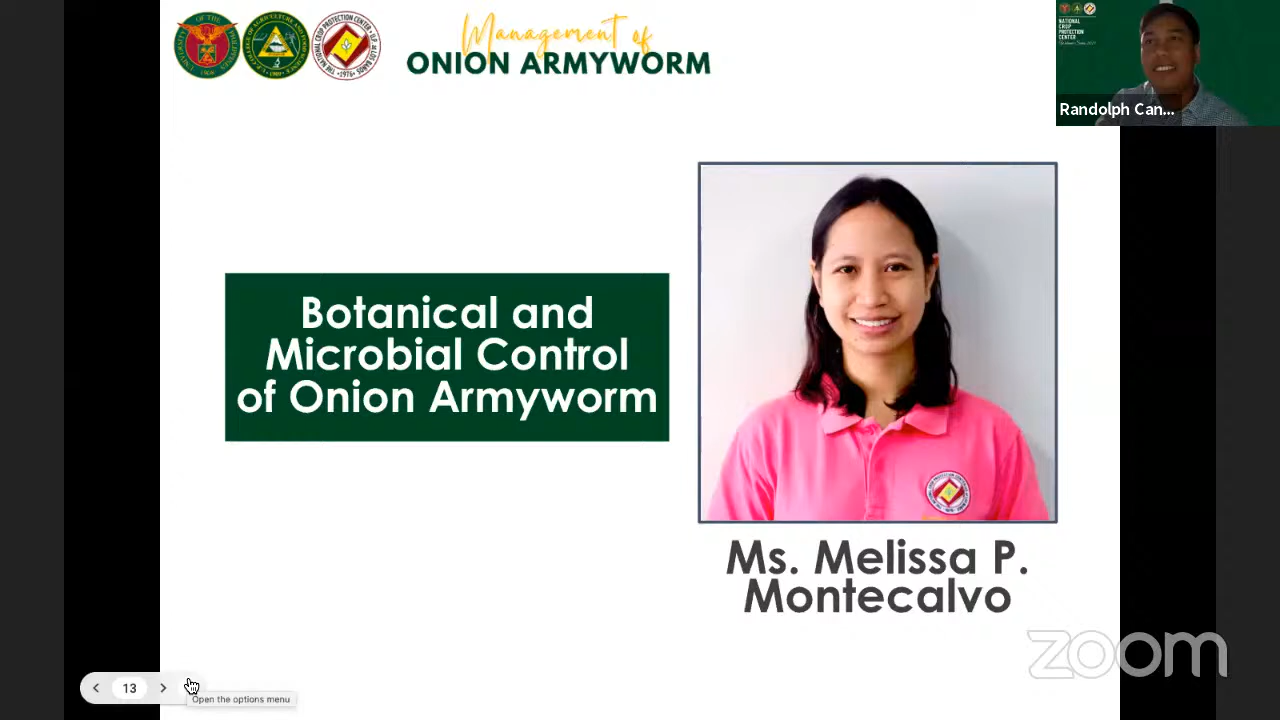 Management of
ONION ARMYWORM
NATIONAL
CROP
PROTECTION
CENTER
Randolph Can...
Botanical and
Microbial Control
of Onion Armyworm
Ms. Melissa P.
Montecalvo
zoom
13
Open the options menu